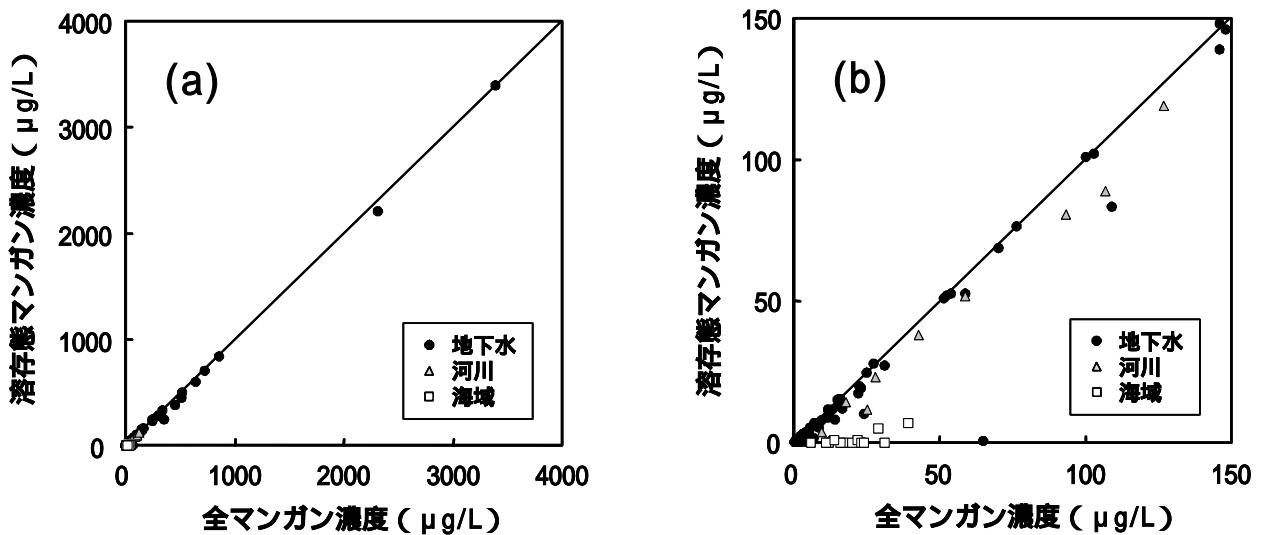 (a)
溶存態マンガン濃度(μg/L)
4000
3000
2000
1000
0
0 1000 2000 3000 4000
全マンガン濃度(μg/L)
地下水
河川
海域
(b)
溶存態マンガン濃度(μg/L)
150
100
50
0
0 50 100 150
全マンガン濃度(μg/L)
地下水
河川
海域